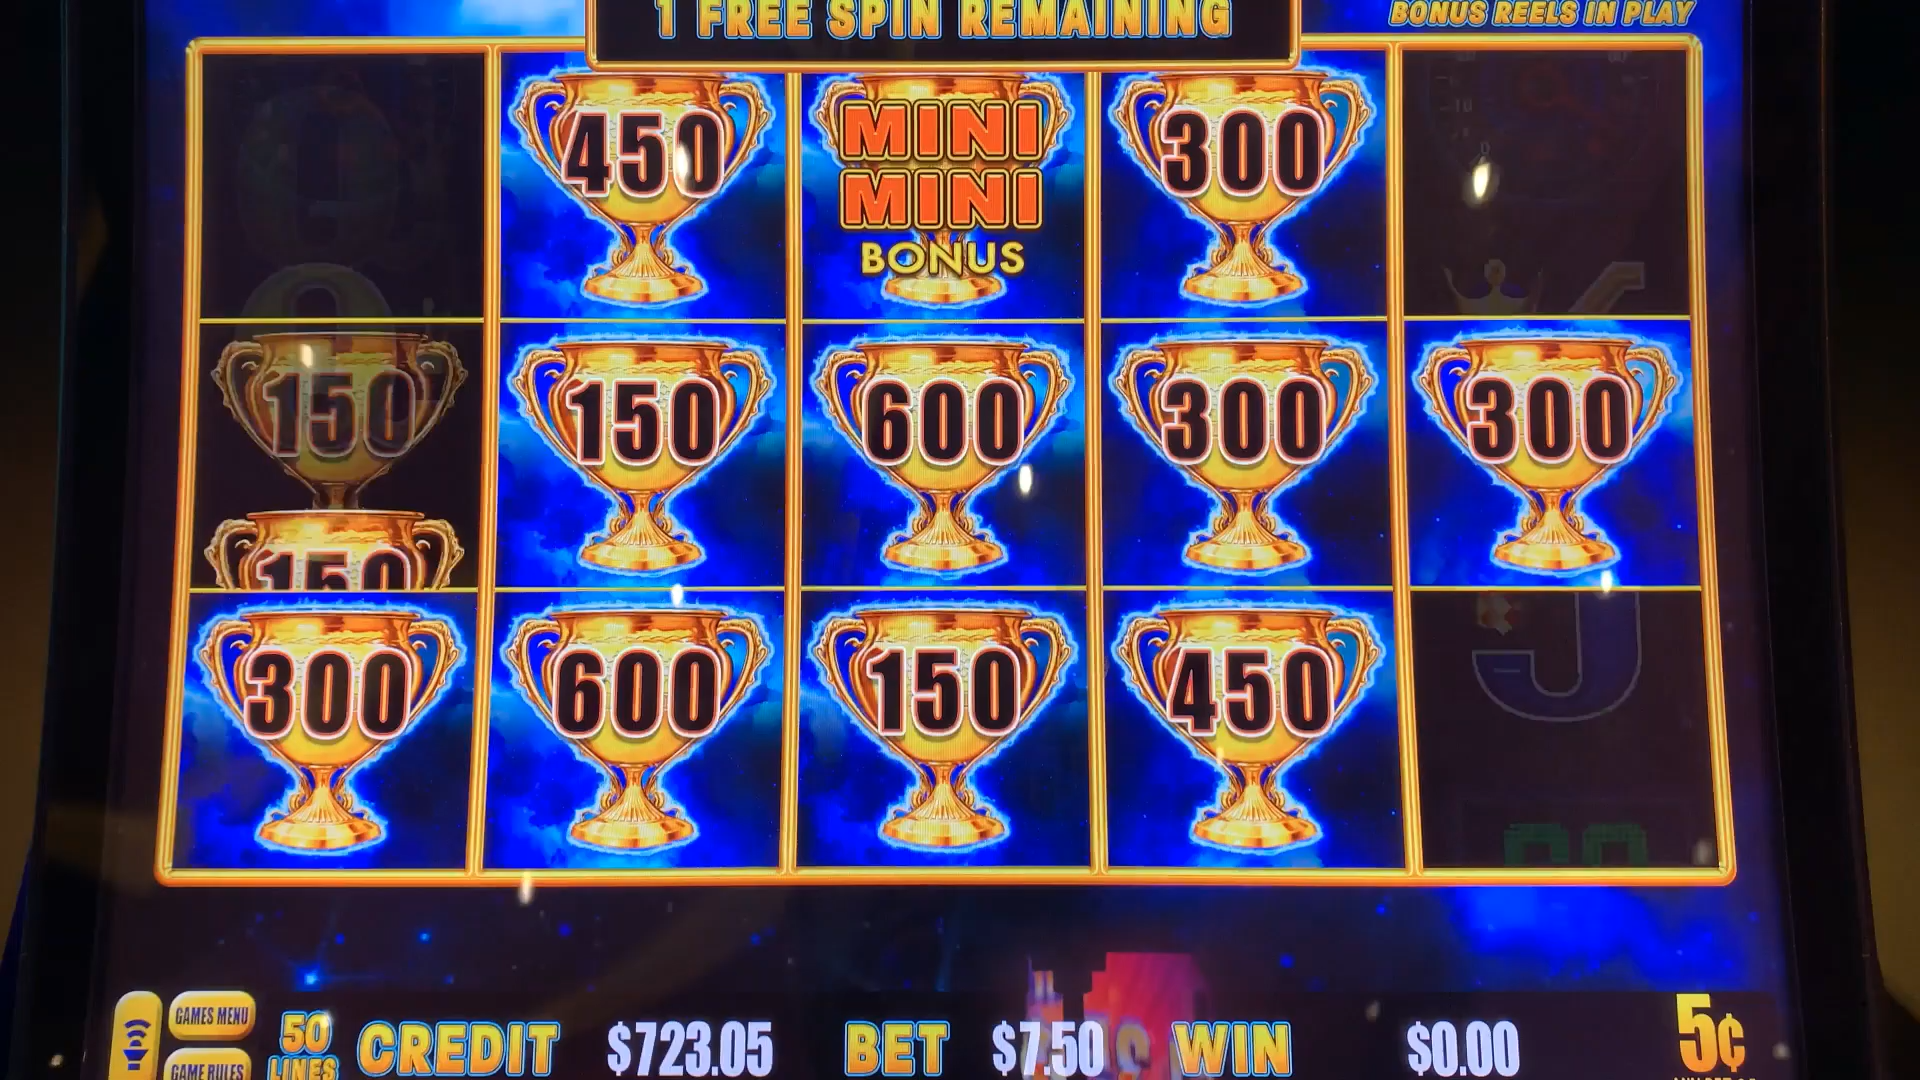 1 FREE SPIN REMAINING
BONUS REELS IN PLAY
450
MINI
MINI
BONUS
300
150
150
600
300
300
150
300
600
150
450
J
GAMES MENU
GAME RULES
50
LINES
CREDIT $723.05
BET $7.50
WIN $0.00
5¢